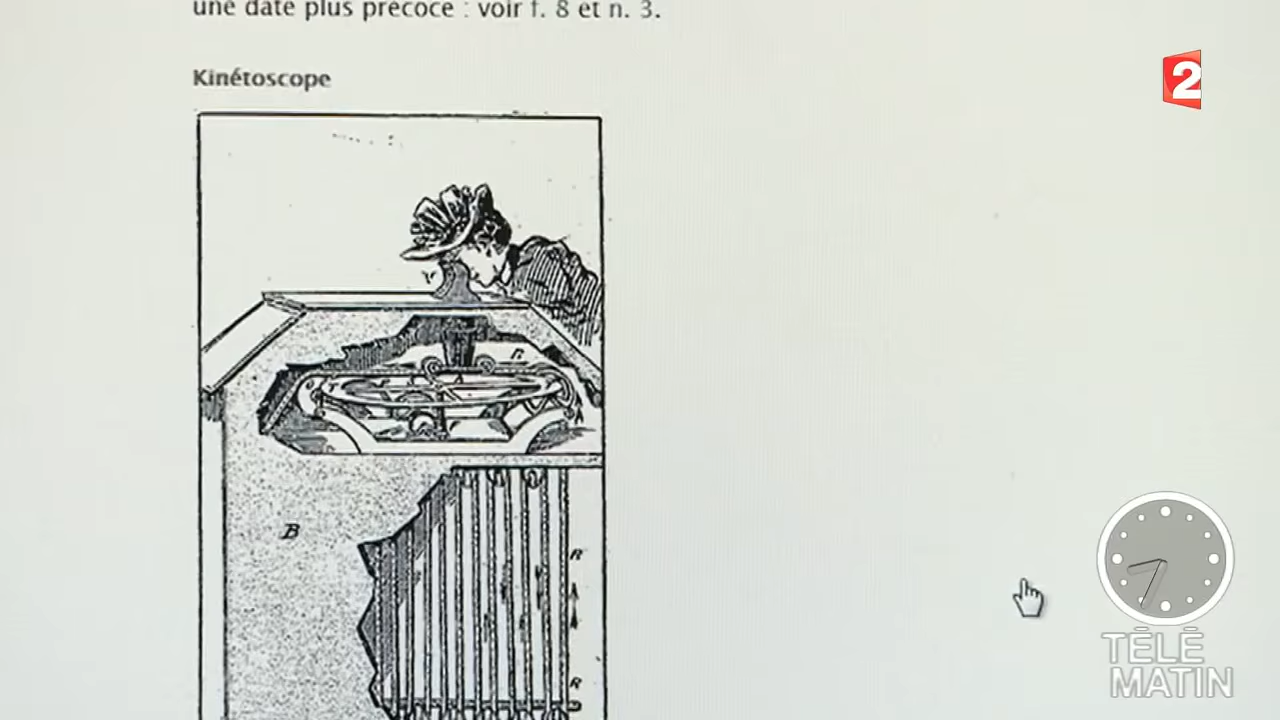 une date plus précoce : voir f. 8 et n. 3.
2
Kinétoscope
B
R
R
TÉLÉ
MATIN